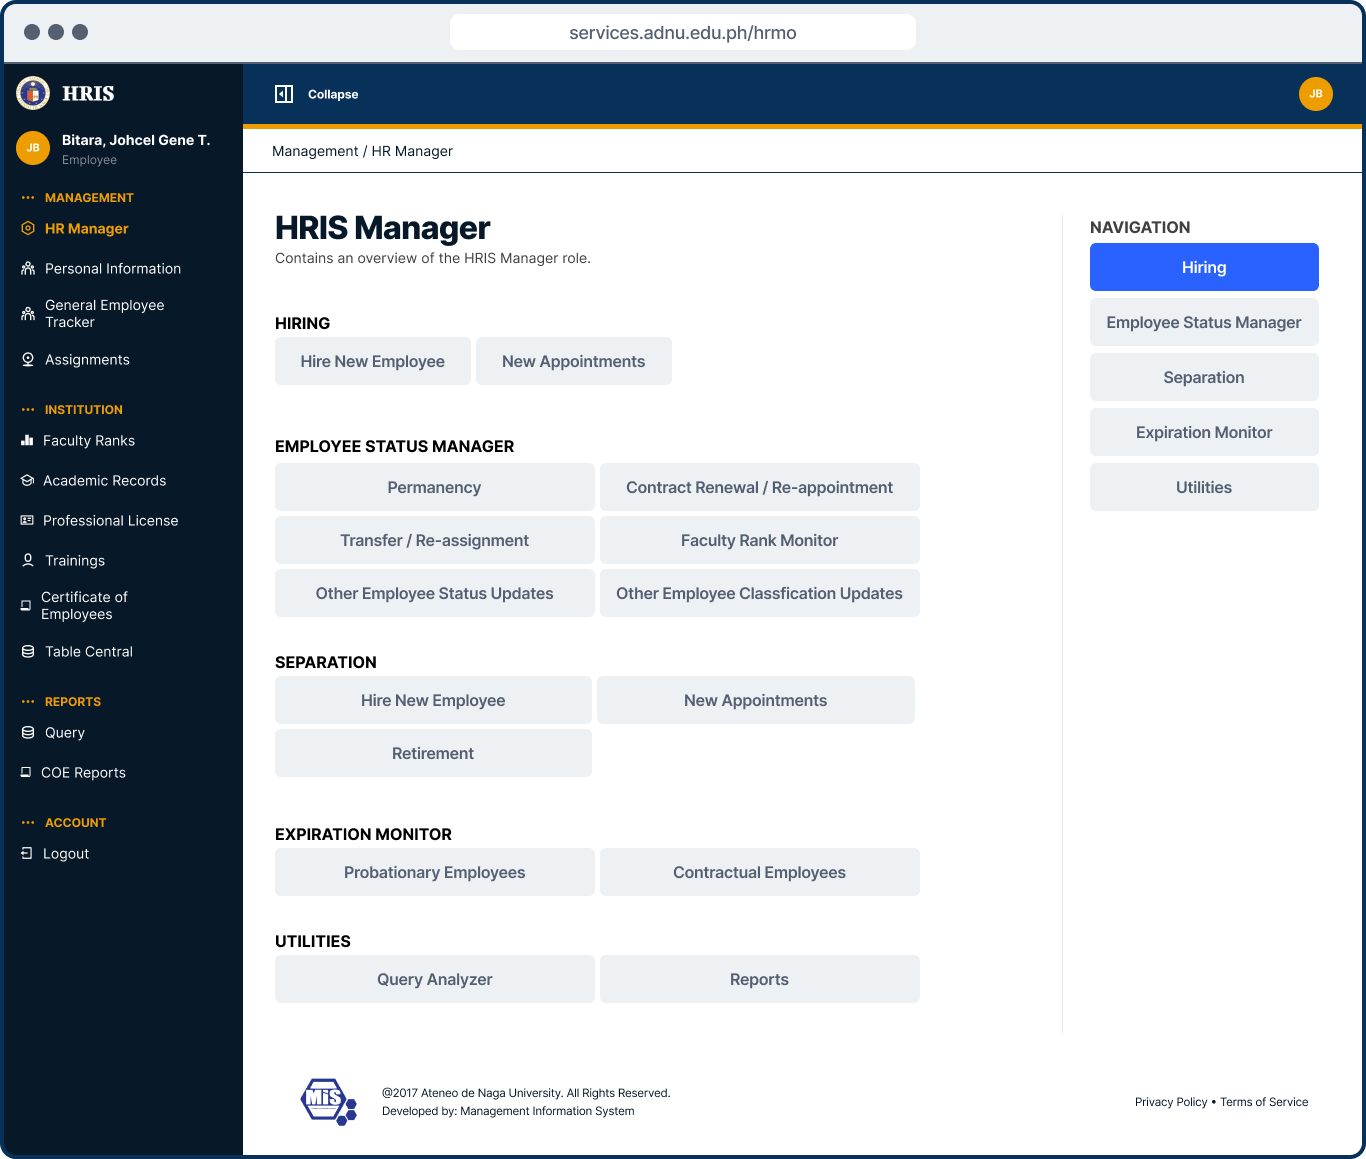 services.adnu.edu.ph/hrmo
HRIS
Collapse
JB
JB
Bitara, Johcel Gene T.
Employee
Management / HR Manager
MANAGEMENT
HR Manager
Personal Information
General Employee
Tracker
Assignments
INSTITUTION
Faculty Ranks
Academic Records
Professional License
Trainings
Certificate of
Employees
Table Central
REPORTS
Query
COE Reports
ACCOUNT
Logout
HRIS Manager
Contains an overview of the HRIS Manager role.
HIRING
Hire New Employee
New Appointments
EMPLOYEE STATUS MANAGER
Permanency
Contract Renewal / Re-appointment
Transfer / Re-assignment
Faculty Rank Monitor
Other Employee Status Updates
Other Employee Classfication Updates
SEPARATION
Hire New Employee
New Appointments
Retirement
EXPIRATION MONITOR
Probationary Employees
Contractual Employees
UTILITIES
Query Analyzer
Reports
NAVIGATION
Hiring
Employee Status Manager
Separation
Expiration Monitor
Utilities
MiS
@2017 Ateneo de Naga University. All Rights Reserved.
Developed by: Management Information System
Privacy Policy • Terms of Service